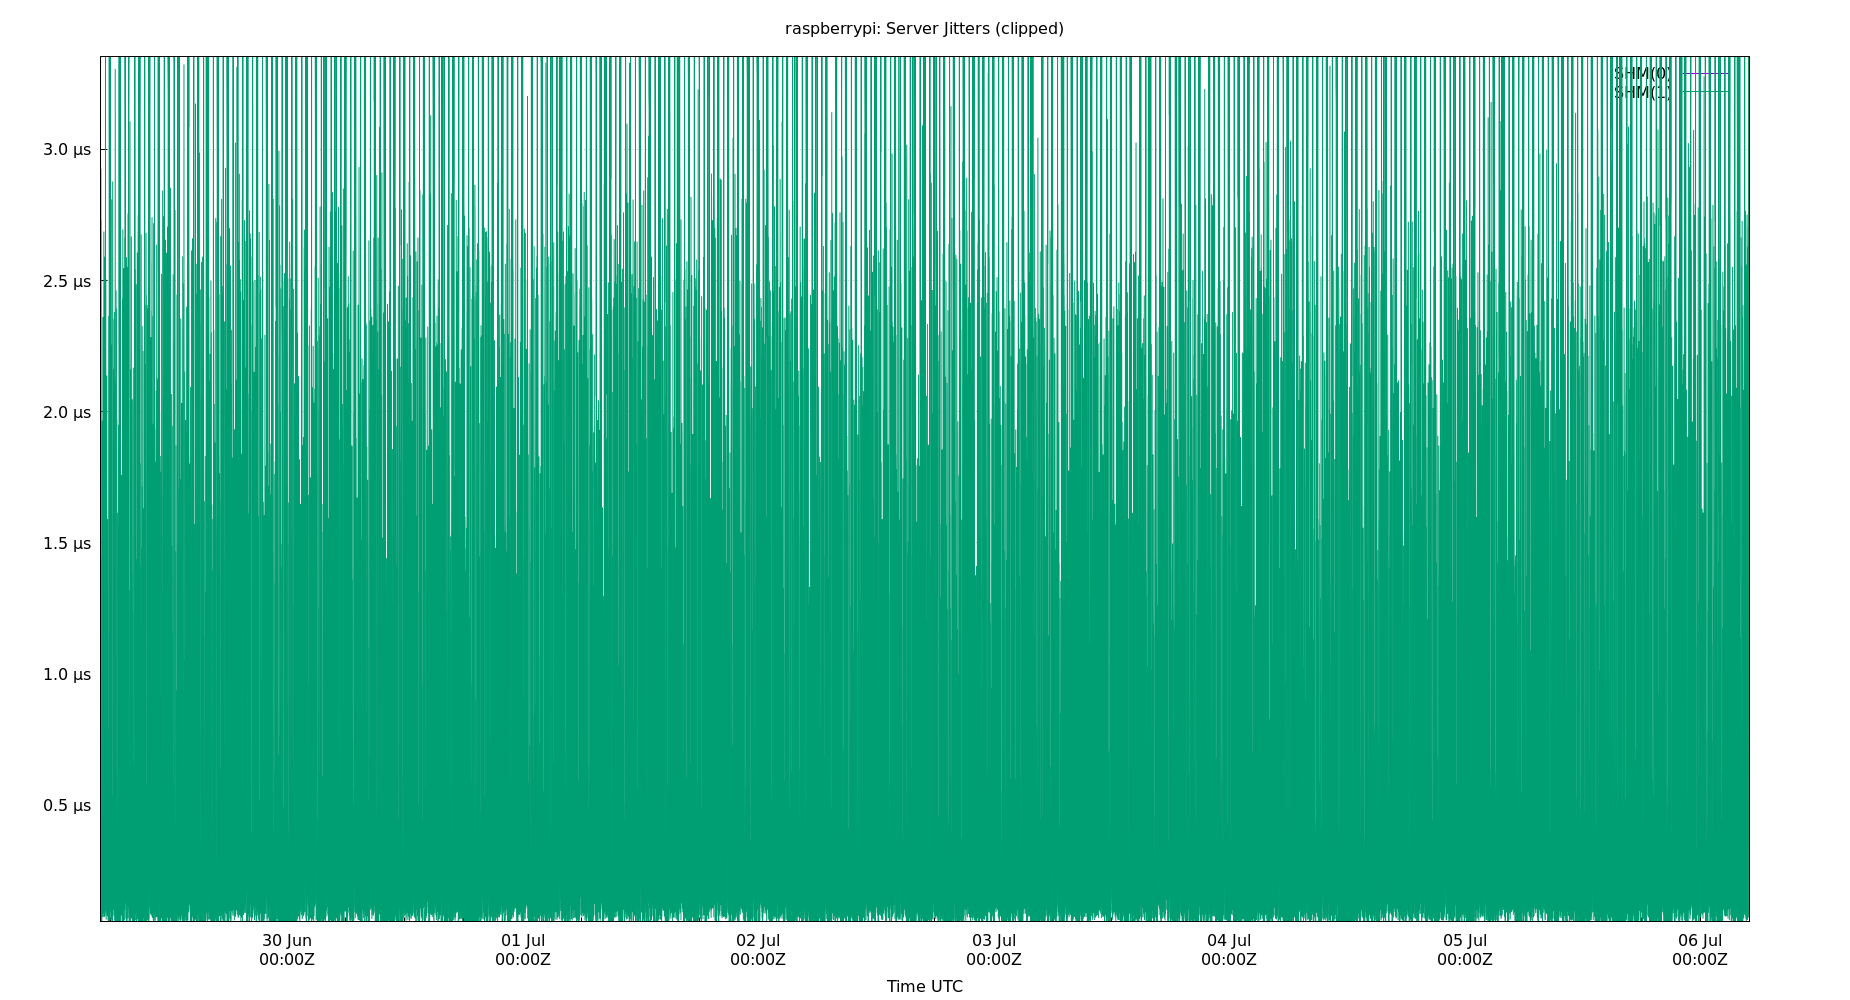 raspberrypi: Server Jitters (clipped)
SHM(0)
SHM(1)
3.0 µs
2.5 µs
2.0 µs
1.5 µs
1.0 µs
0.5 µs
30 Jun 01 Jul 02 Jul 03 Jul 04 Jul 05 Jul 06 Jul
00:00Z 00:00Z 00:00Z 00:00Z 00:00Z 00:00Z 00:00Z
Time UTC